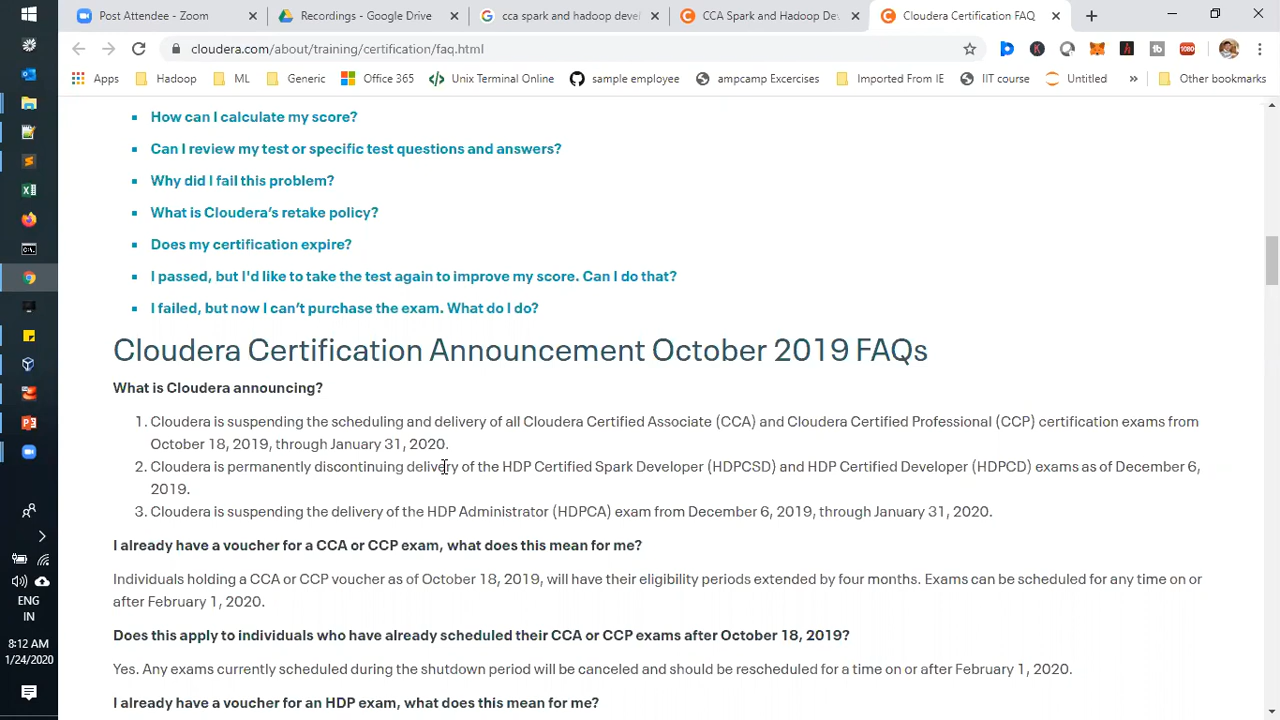 Post Attendee - Zoom
Recordings - Google Drive
cca spark and hadoop devel
CCA Spark and Hadoop De
Cloudera Certification FAQ
cloudera.com/about/training/certification/faq.html
1080
Apps
Hadoop
ML
Generic
Office 365
Unix Terminal Online
sample employee
ampcamp Excercises
Imported From IE
IIT course
Untitled
»
Other bookmarks
How can I calculate my score?
Can I review my test or specific test questions and answers?
Why did I fail this problem?
What is Cloudera's retake policy?
Does my certification expire?
I passed, but I'd like to take the test again to improve my score. Can I do that?
I failed, but now I can't purchase the exam. What do I do?
Cloudera Certification Announcement October 2019 FAQs
What is Cloudera announcing?
1. Cloudera is suspending the scheduling and delivery of all Cloudera Certified Associate (CCA) and Cloudera Certified Professional (CCP) certification exams from
October 18, 2019, through January 31, 2020.
2. Cloudera is permanently discontinuing delivery of the HDP Certified Spark Developer (HDPCSD) and HDP Certified Developer (HDPCD) exams as of December 6,
2019.
3. Cloudera is suspending the delivery of the HDP Administrator (HDPCA) exam from December 6, 2019, through January 31, 2020.
I already have a voucher for a CCA or CCP exam, what does this mean for me?
Individuals holding a CCA or CCP voucher as of October 18, 2019, will have their eligibility periods extended by four months. Exams can be scheduled for any time on or
after February 1, 2020.
Does this apply to individuals who have already scheduled their CCA or CCP exams after October 18, 2019?
Yes. Any exams currently scheduled during the shutdown period will be canceled and should be rescheduled for a time on or after February 1, 2020.
I already have a voucher for an HDP exam, what does this mean for me?
ENG
IN
8:12 AM
1/24/2020